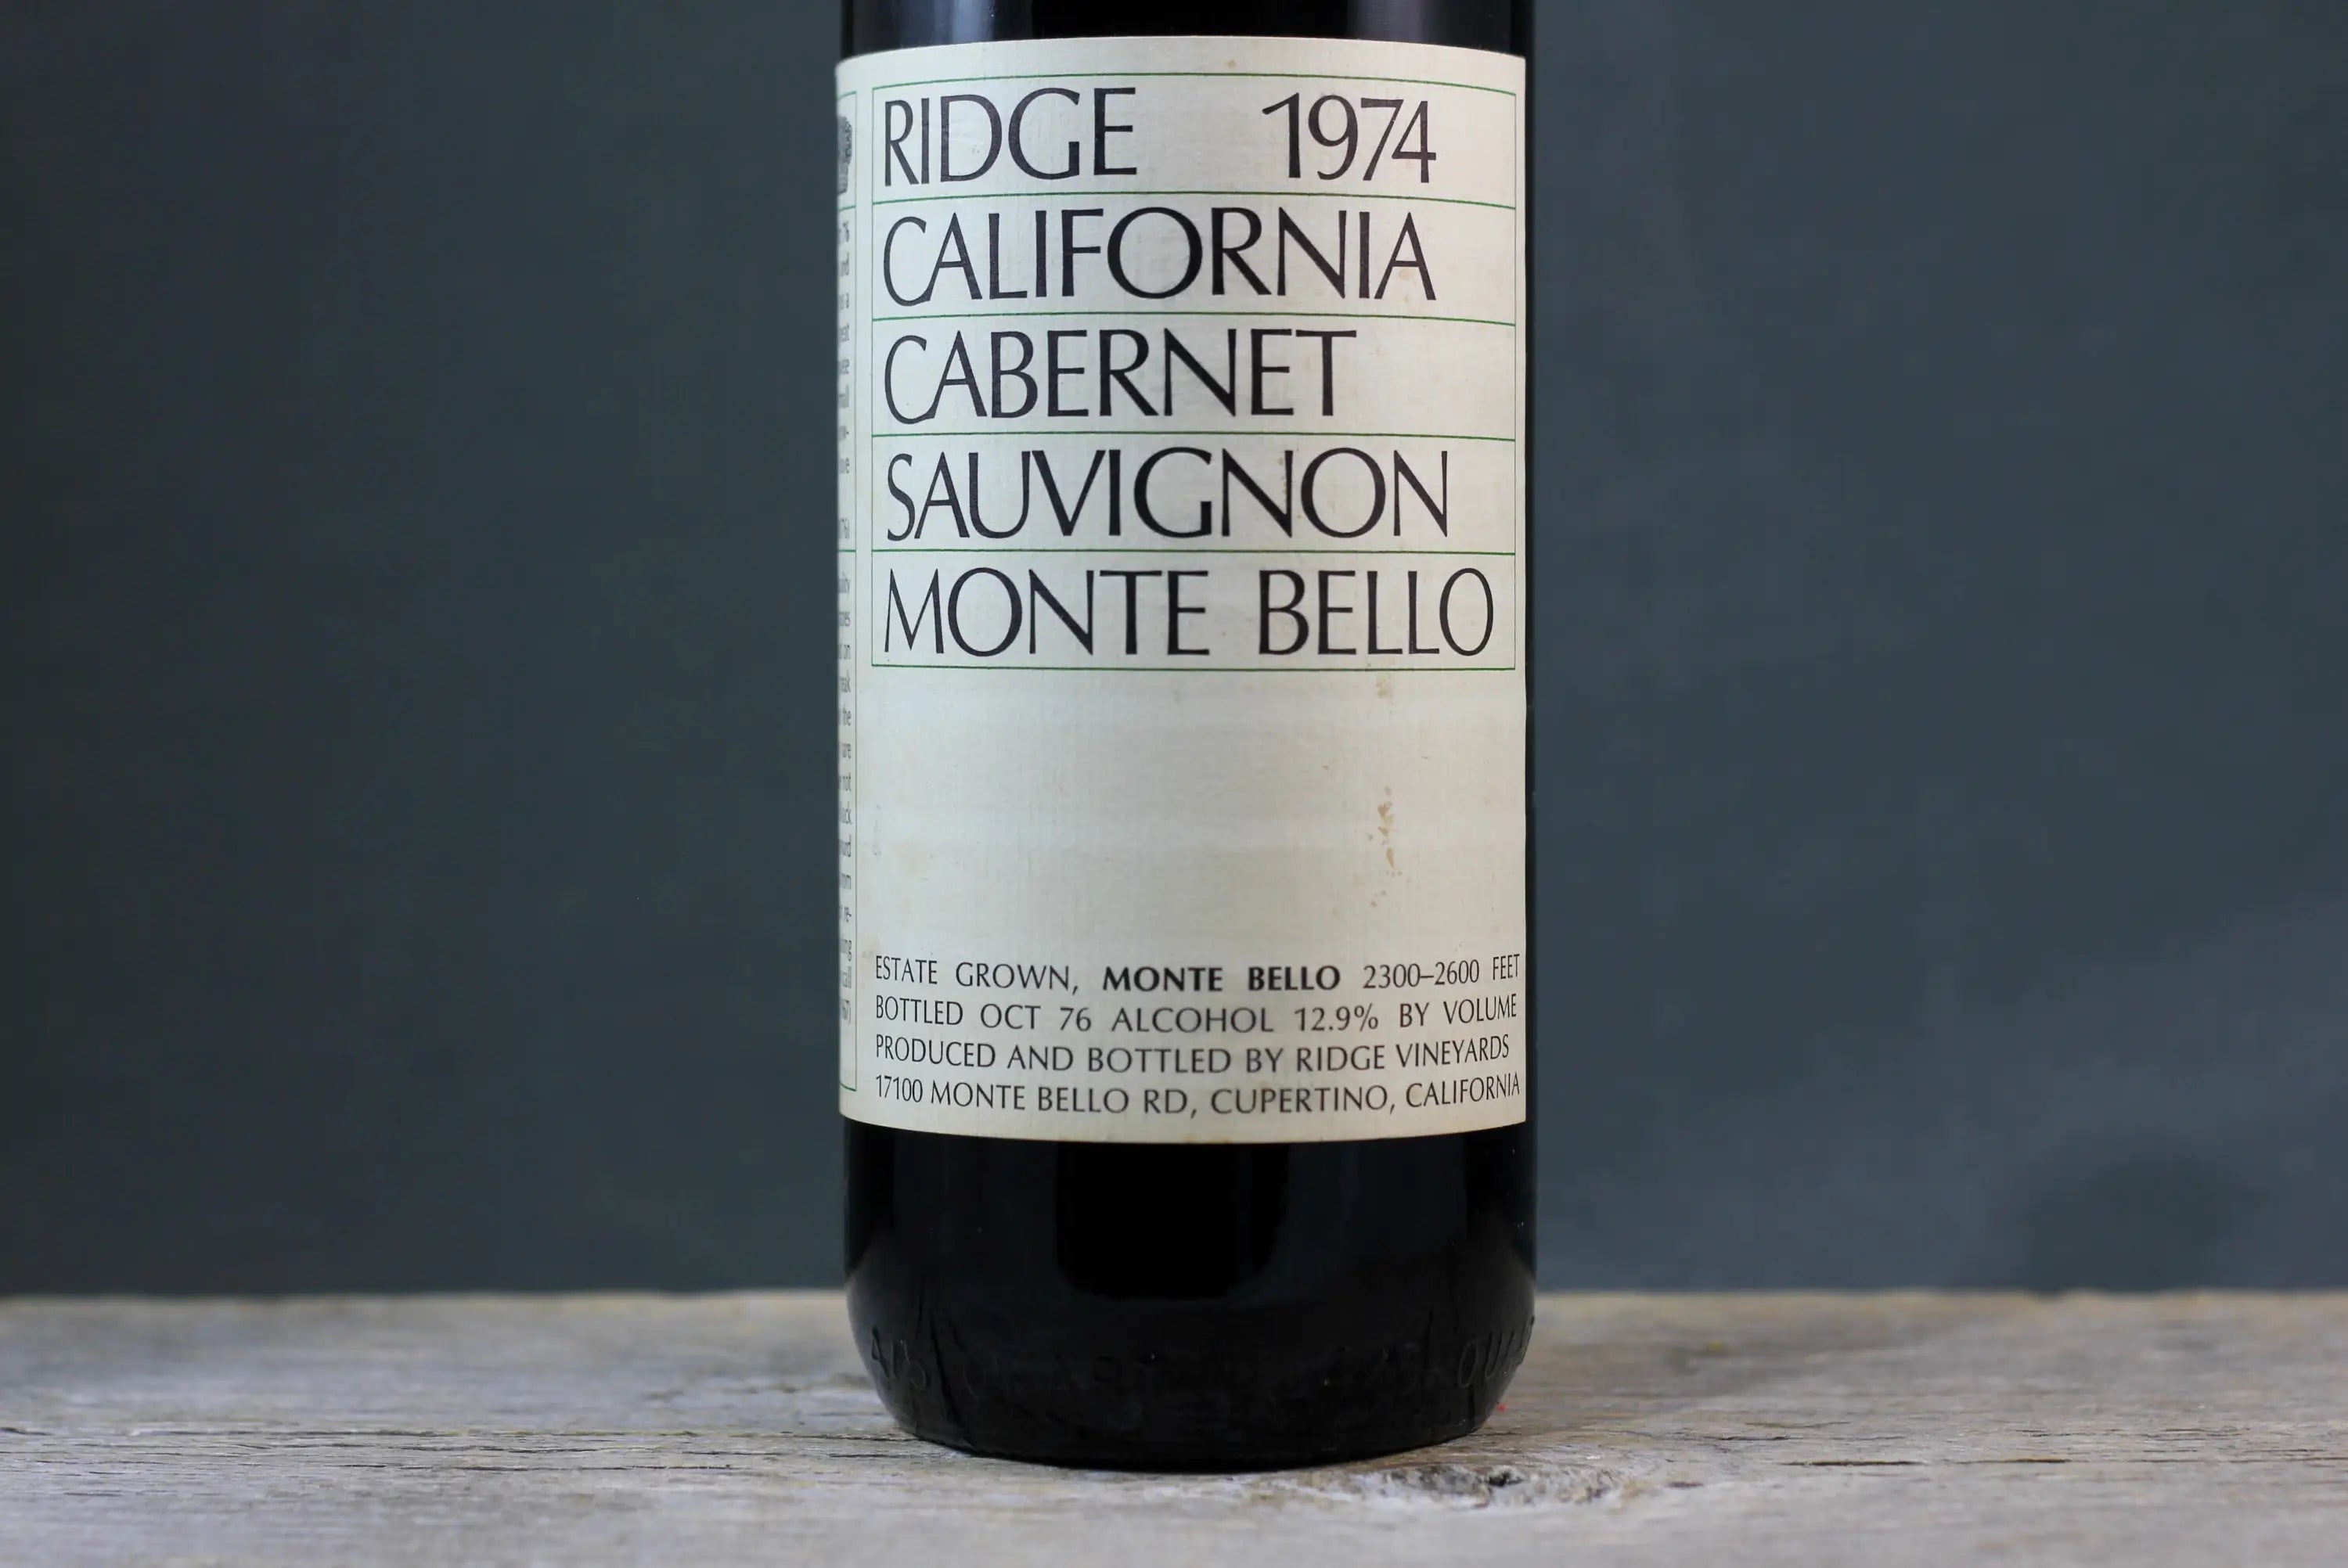 RIDGE 1974
CALIFORNIA
CABERNET
SAUVIGNON
MONTE BELLO
ESTATE GROWN, MONTE BELLO 2300–2600 FEET
BOTTLED OCT 76 ALCOHOL 12.9% BY VOLUME
PRODUCED AND BOTTLED BY RIDGE VINEYARDS
17100 MONTE BELLO RD, CUPERTINO, CALIFORNIA